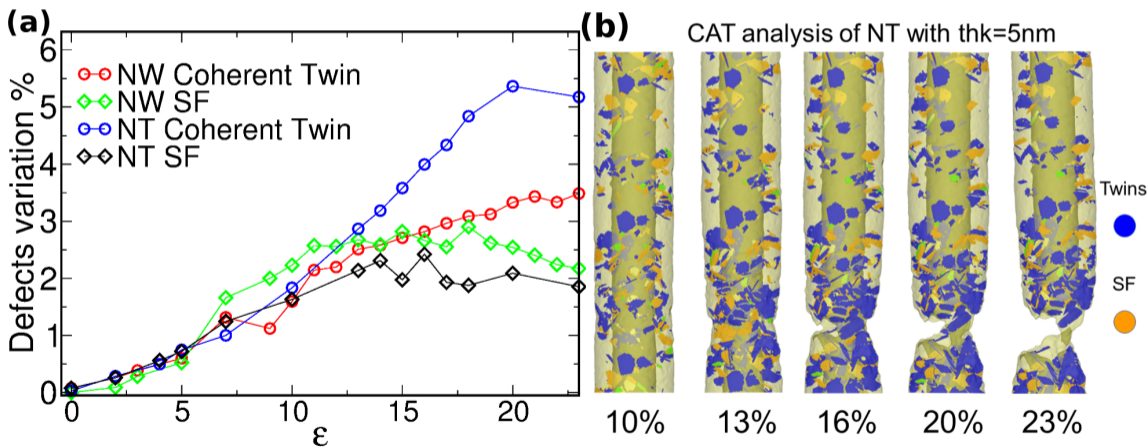 (a)
Defects variation %
6
5
4
3
2
1
0
NW Coherent Twin
NW SF
NT Coherent Twin
NT SF
0 5 10 15 20
ε
(b)
CAT analysis of NT with thk=5nm
Twins
SF
10% 13% 16% 20% 23%